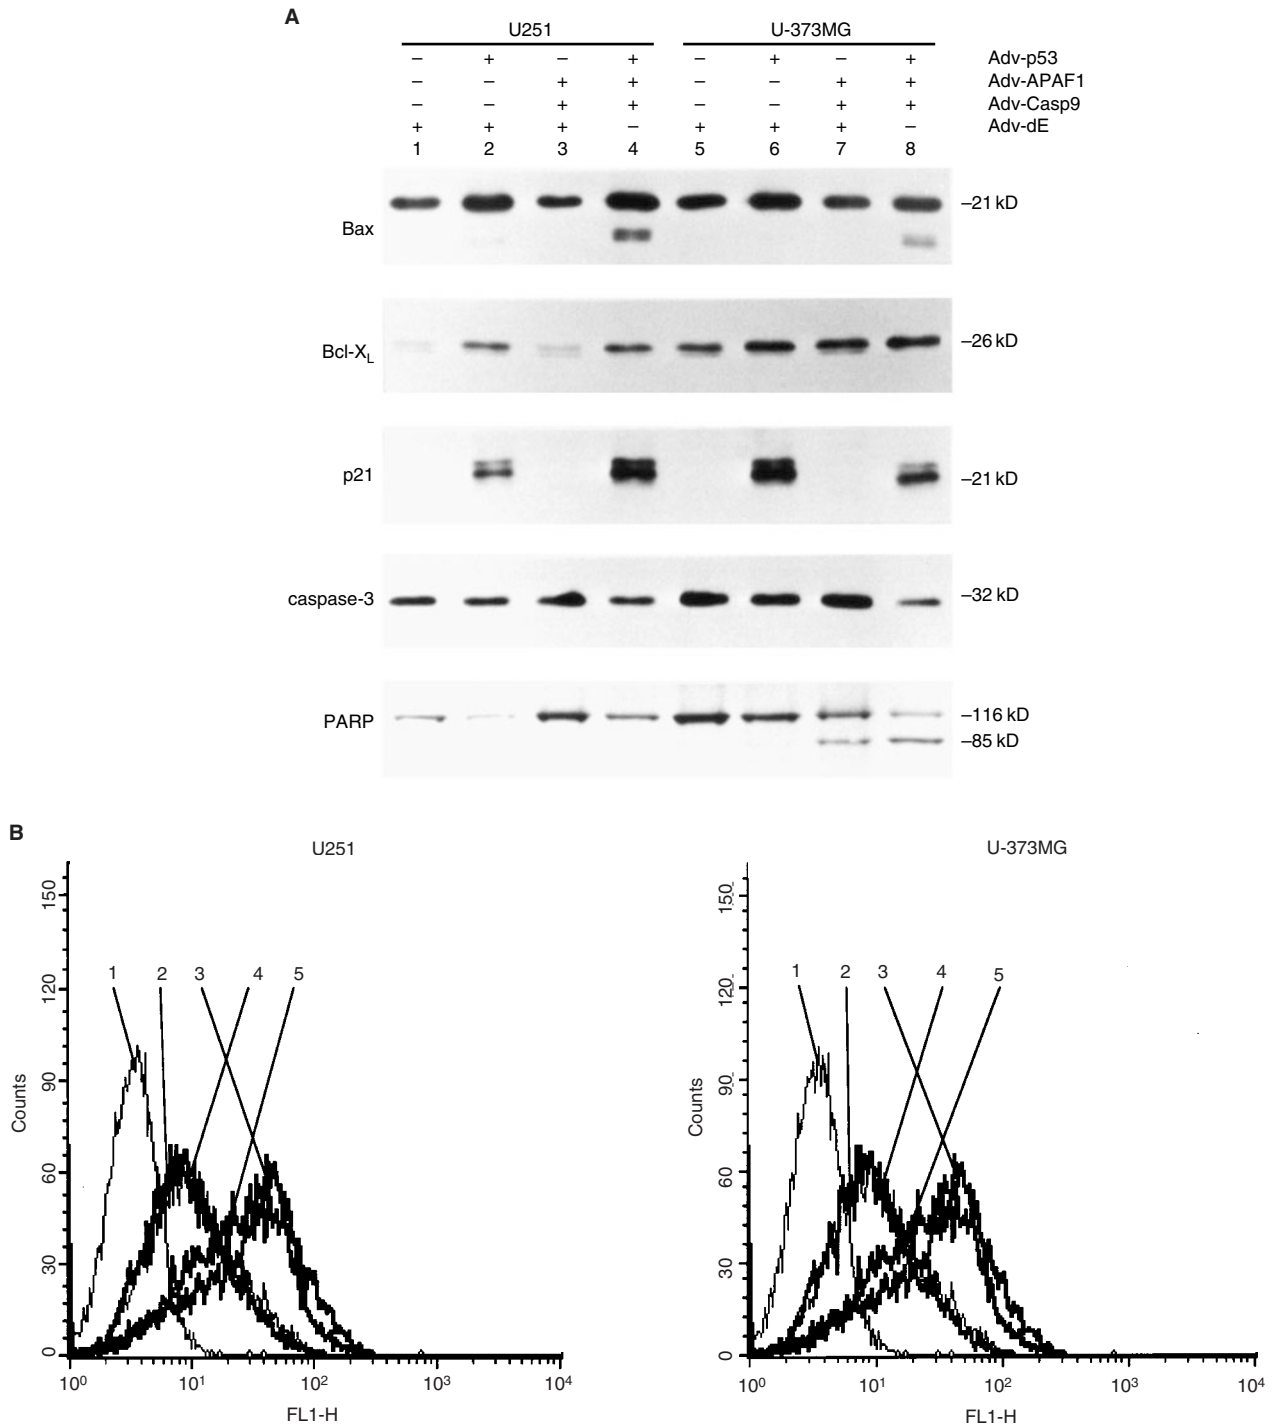 A
U251 U-373MG
– + – + – + – + Adv-p53
– – + + – – + + Adv-APAF1
– – + + – – + + Adv-Casp9
+ + + – + + + – Adv-dE
1 2 3 4 5 6 7 8
–21 kD
Bax
–26 kD
Bcl-XL
p21
–21 kD
caspase-3 –32 kD
PARP –116 kD
–85 kD
B
U251 U-373MG
150 150
1 2 3 4 5 1 2 3 4 5
120 120
90 90
Counts Counts
60 60
30 30
0 0
10⁰ 10¹ 10² 10³ 10⁴ 10⁰ 10¹ 10² 10³ 10⁴
FL1-H FL1-H